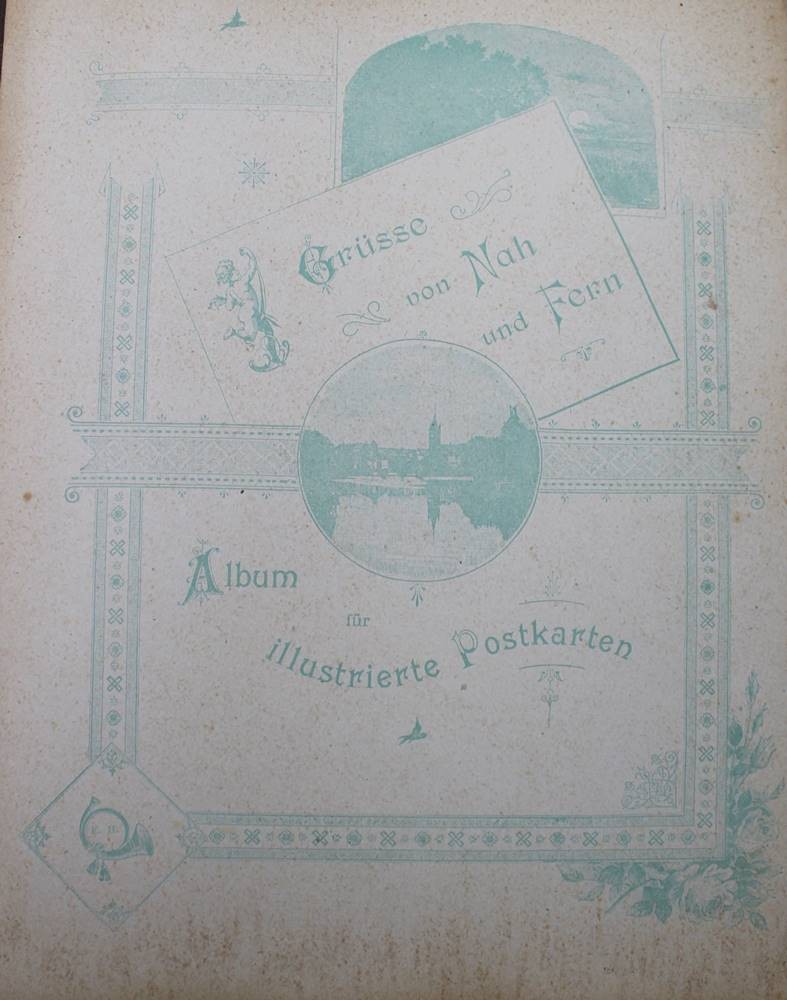 Grüsse
von Nah
und Fern
Album
für
illustrierte Postkarten